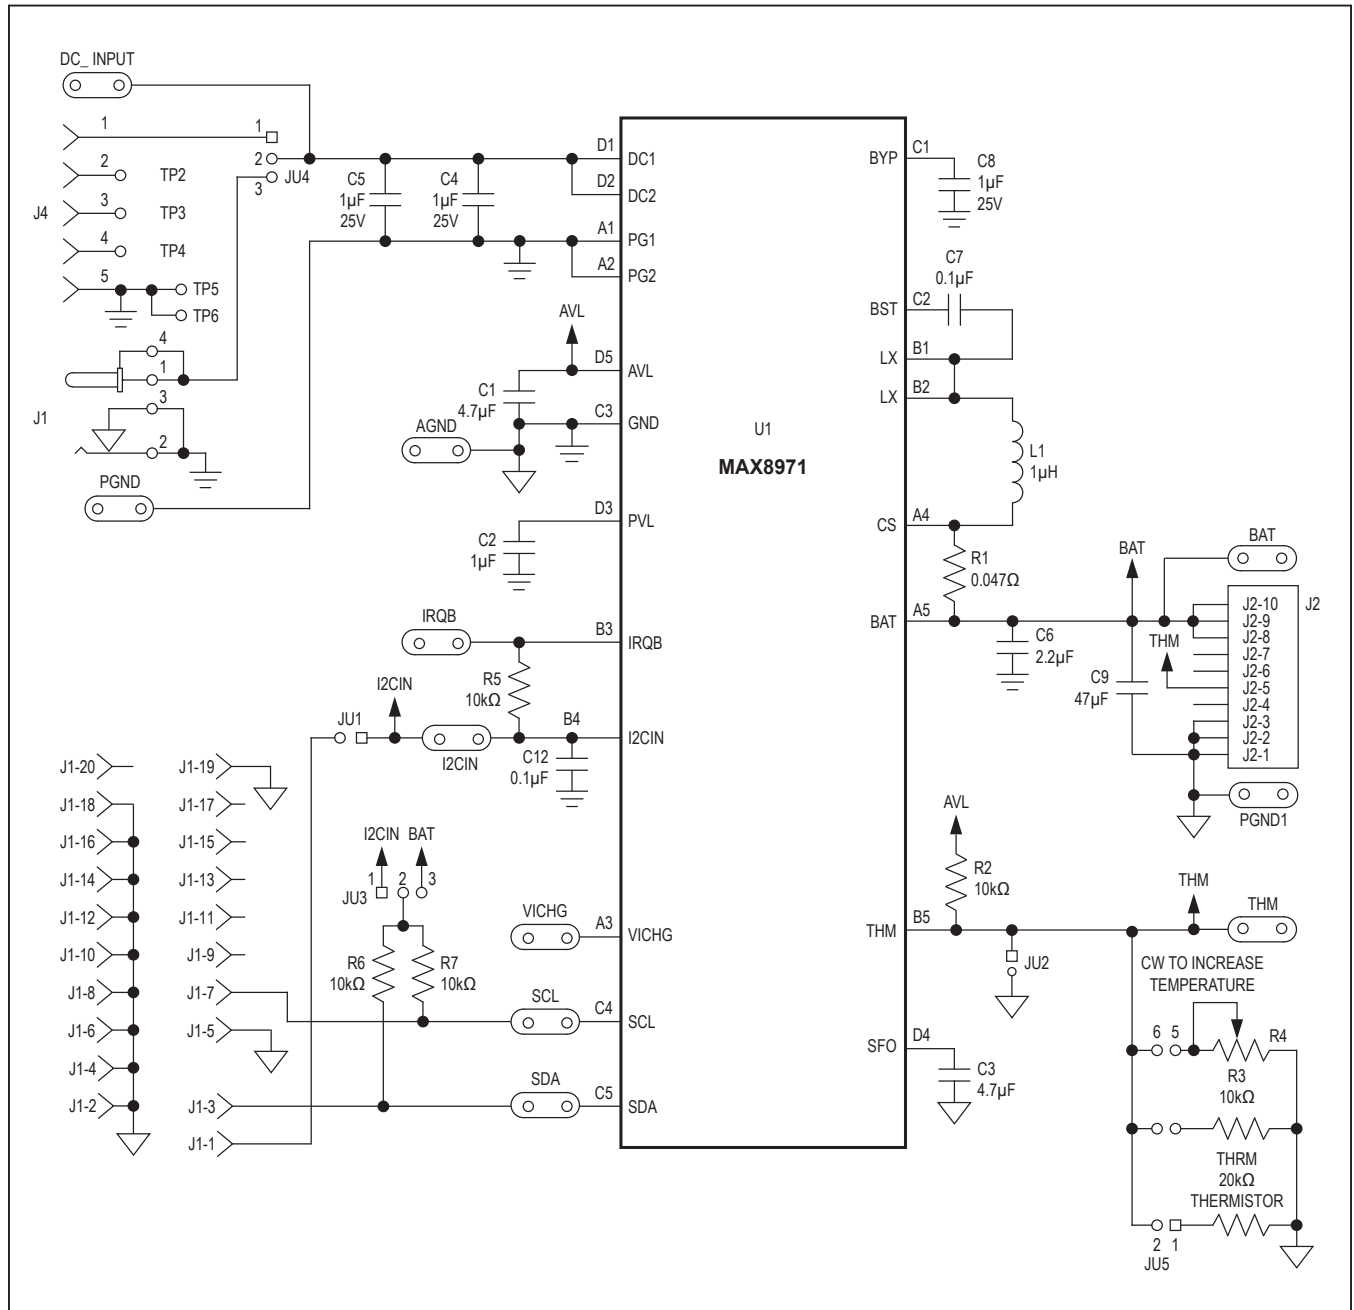 DC_ INPUT
1
1
2
3
JU4
2
TP2
J4
3
TP3
4
TP4
5
TP5
TP6
4
1
3
J1
2
PGND
C5
1µF
25V
C4
1µF
25V
D1
DC1
D2
DC2
A1
PG1
A2
PG2
AVL
D5
AVL
C1
4.7µF
C3
GND
AGND
D3
PVL
C2
1µF
IRQB
B3
IRQB
R5
10kΩ
I2CIN
JU1
I2CIN
B4
I2CIN
C12
0.1µF
U1
MAX8971
BYP
C1
C8
1µF
25V
C7
0.1µF
BST
C2
LX
B1
LX
B2
L1
1µH
CS
A4
R1
0.047Ω
BAT
A5
C6
2.2µF
BAT
BAT
C9
47µF
THM
J2
J2-10
J2-9
J2-8
J2-7
J2-6
J2-5
J2-4
J2-3
J2-2
J2-1
PGND1
J1-20
J1-19
J1-18
J1-17
J1-16
J1-15
J1-14
J1-13
J1-12
J1-11
J1-10
J1-9
J1-8
J1-7
J1-6
J1-5
J1-4
J1-2
J1-3
J1-1
I2CIN
BAT
1
2
3
JU3
R6
10kΩ
R7
10kΩ
VICHG
A3
VICHG
SCL
C4
SCL
SDA
C5
SDA
AVL
R2
10kΩ
THM
B5
JU2
THM
THM
CW TO INCREASE
TEMPERATURE
6 5
R4
R3
10kΩ
THRM
20kΩ
THERMISTOR
2 1
JU5
SFO
D4
C3
4.7µF